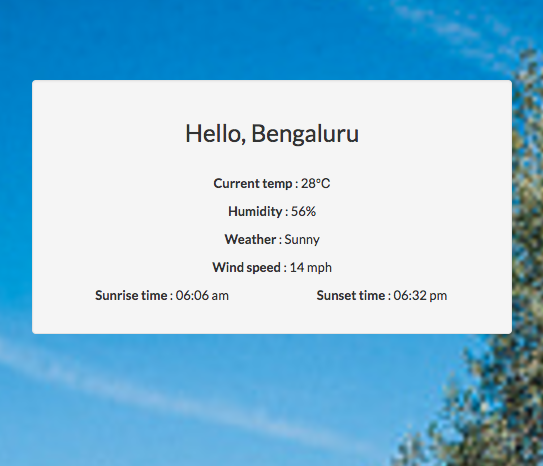 Hello, Bengaluru
Current temp : 28°C
Humidity : 56%
Weather : Sunny
Wind speed : 14 mph
Sunrise time : 06:06 am Sunset time : 06:32 pm